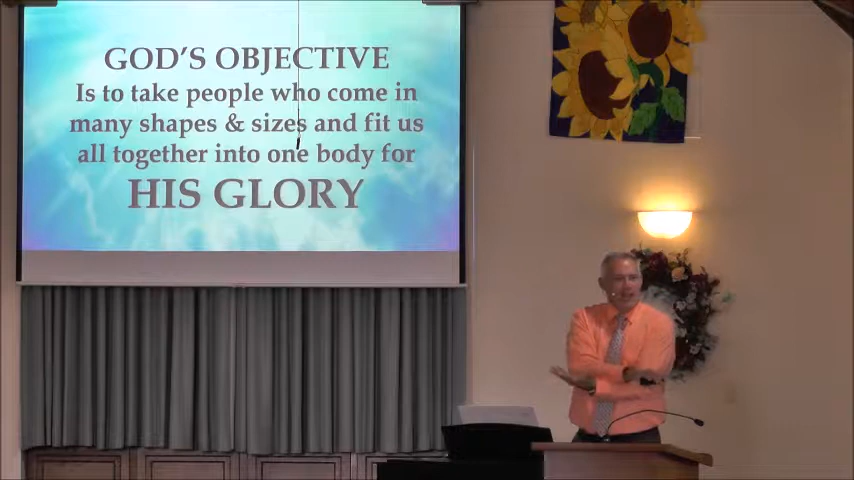 GOD'S OBJECTIVE
Is to take people who come in
many shapes & sizes and fit us
all together into one body for
HIS GLORY